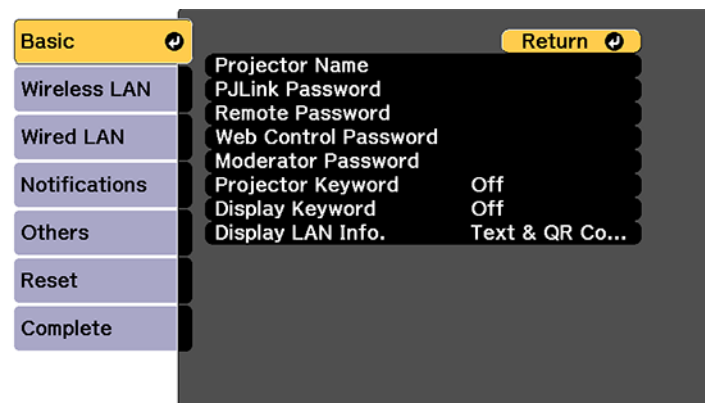 Basic
Wireless LAN
Wired LAN
Notifications
Others
Reset
Complete
Return
Projector Name
PJLink Password
Remote Password
Web Control Password
Moderator Password
Projector Keyword Off
Display Keyword Off
Display LAN Info. Text & QR Co...